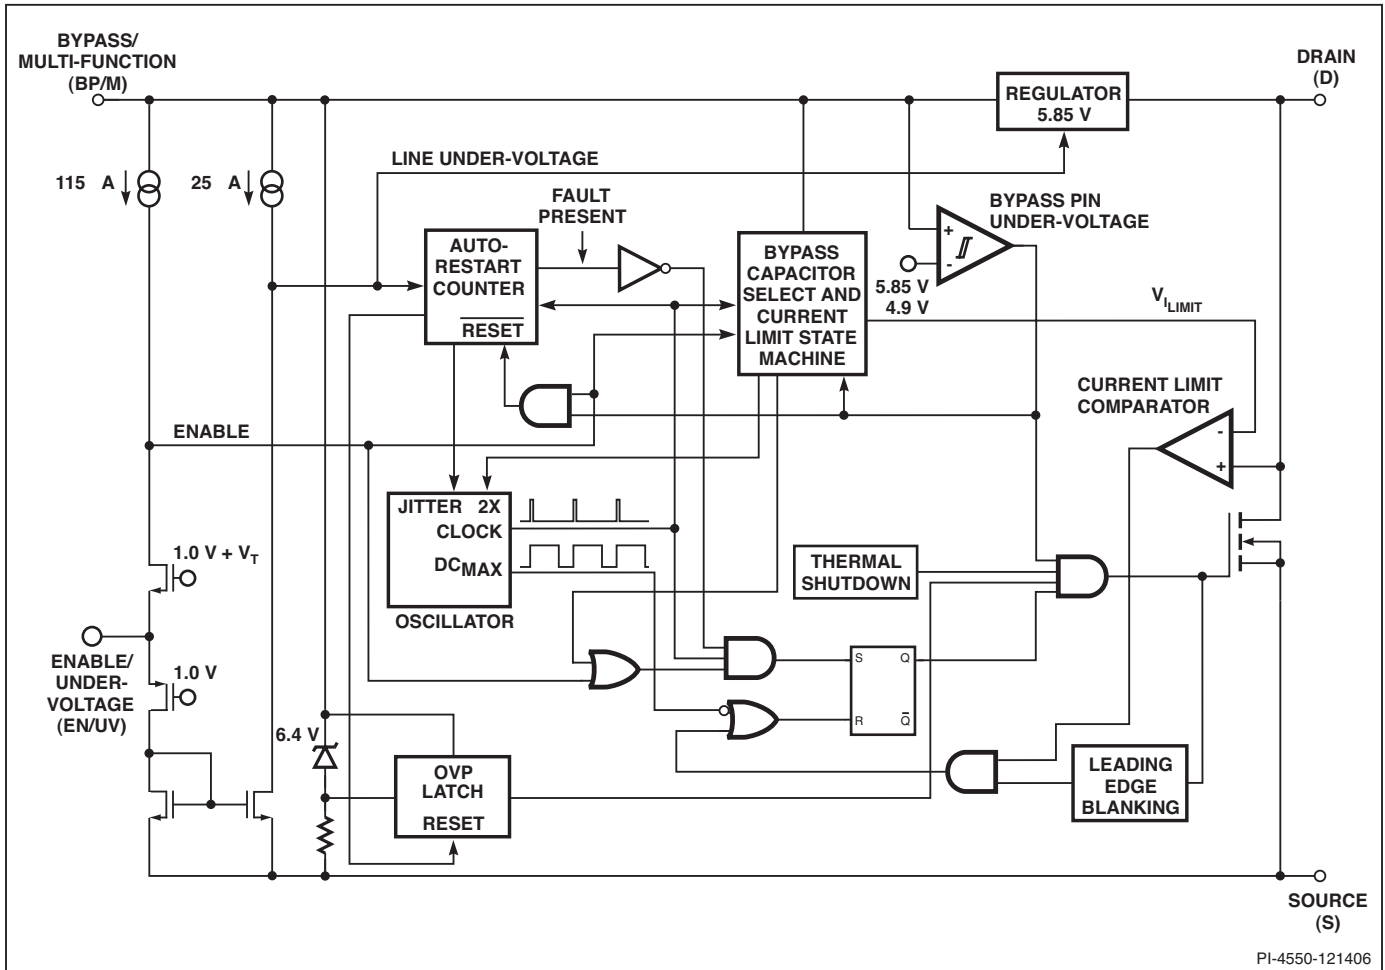 BYPASS/
MULTI-FUNCTION
(BP/M)
DRAIN
(D)
REGULATOR
5.85 V
LINE UNDER-VOLTAGE
115 A
25 A
FAULT
PRESENT
BYPASS PIN
UNDER-VOLTAGE
+
-
5.85 V
4.9 V
AUTO-
RESTART
COUNTER
RESET
BYPASS
CAPACITOR
SELECT AND
CURRENT
LIMIT STATE
MACHINE
VILIMIT
CURRENT LIMIT
COMPARATOR
-
+
ENABLE
JITTER 2X
CLOCK
DCMAX
OSCILLATOR
1.0 V + VT
THERMAL
SHUTDOWN
ENABLE/
UNDER-
VOLTAGE
(EN/UV)
1.0 V
S Q
R Q̅
6.4 V
OVP
LATCH
RESET
LEADING
EDGE
BLANKING
SOURCE
(S)
PI-4550-121406